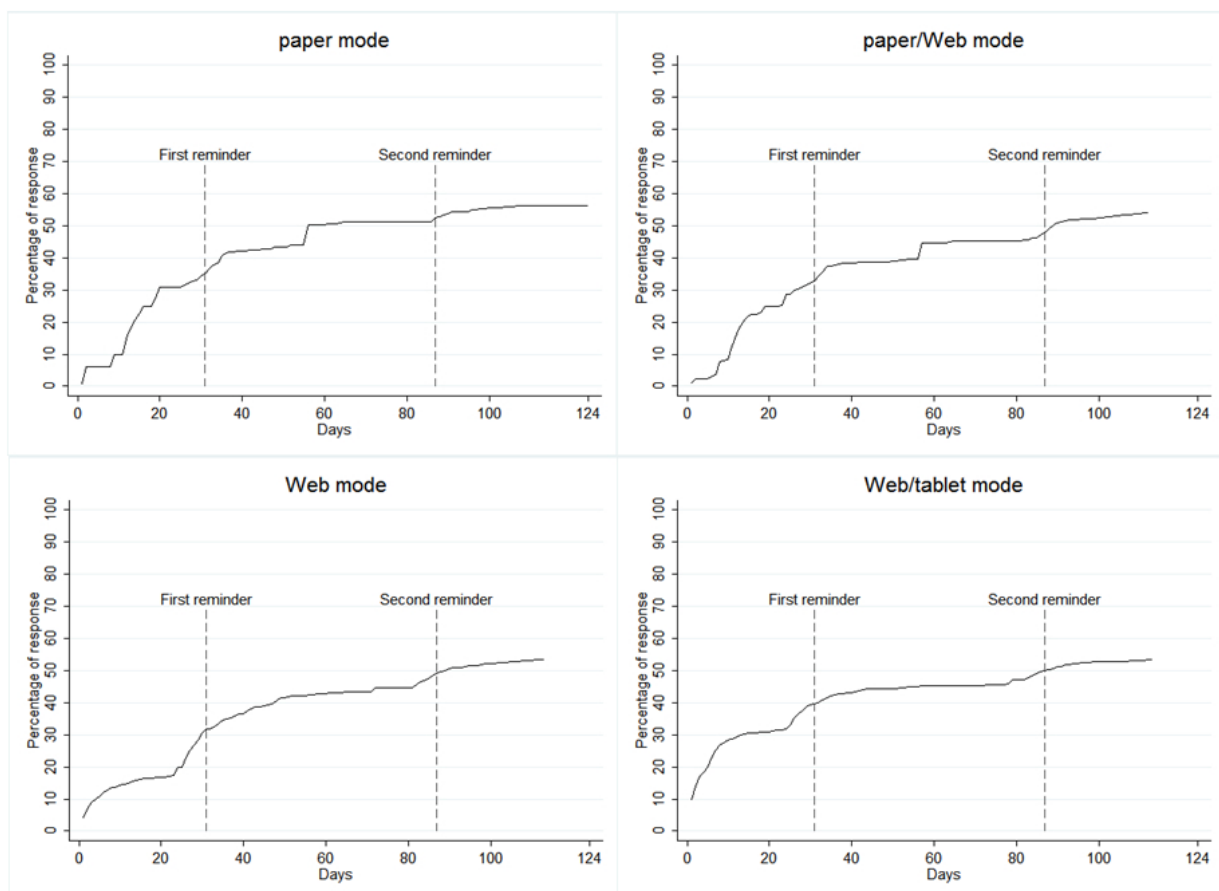 paper mode
Percentage of response
0 10 20 30 40 50 60 70 80 90 100
First reminder
Second reminder
0 20 40 60 80 100 124
Days
paper/Web mode
Percentage of response
0 10 20 30 40 50 60 70 80 90 100
First reminder
Second reminder
0 20 40 60 80 100 124
Days
Web mode
Percentage of response
0 10 20 30 40 50 60 70 80 90 100
First reminder
Second reminder
0 20 40 60 80 100 124
Days
Web/tablet mode
Percentage of response
0 10 20 30 40 50 60 70 80 90 100
First reminder
Second reminder
0 20 40 60 80 100 124
Days